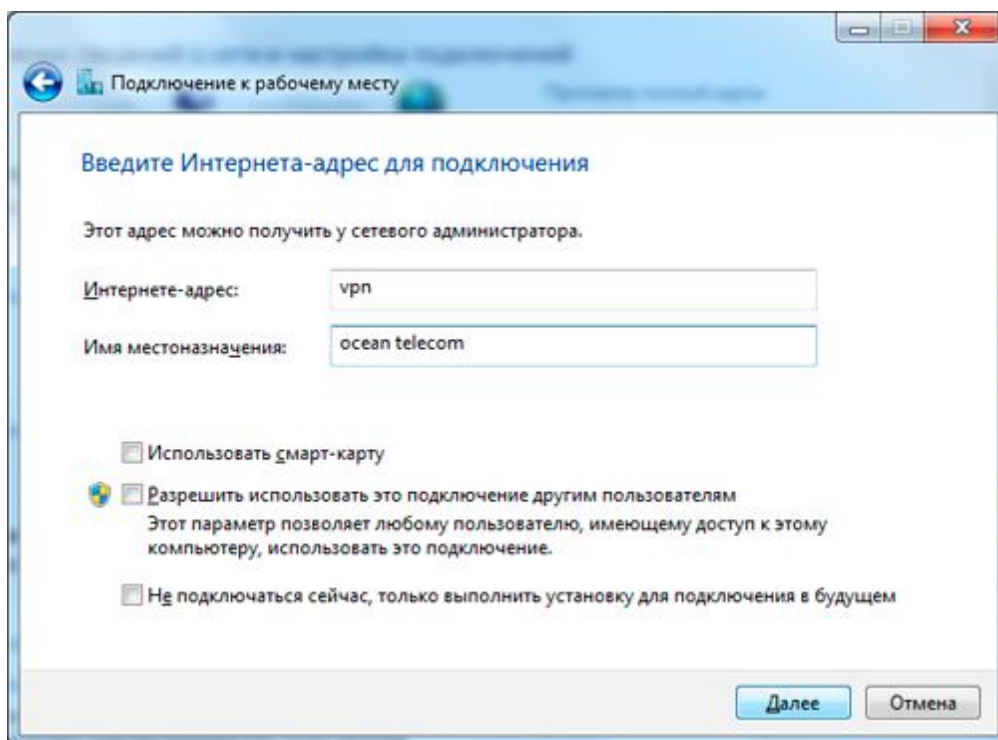 Подключение к рабочему месту
Введите Интернета-адрес для подключения
Этот адрес можно получить у сетевого администратора.
Интернете-адрес: vpn
Имя местоназначения: ocean telecom
Использовать смарт-карту
Разрешить использовать это подключение другим пользователям
Этот параметр позволяет любому пользователю, имеющему доступ к этому
компьютеру, использовать это подключение.
Не подключаться сейчас, только выполнить установку для подключения в будущем
Далее Отмена